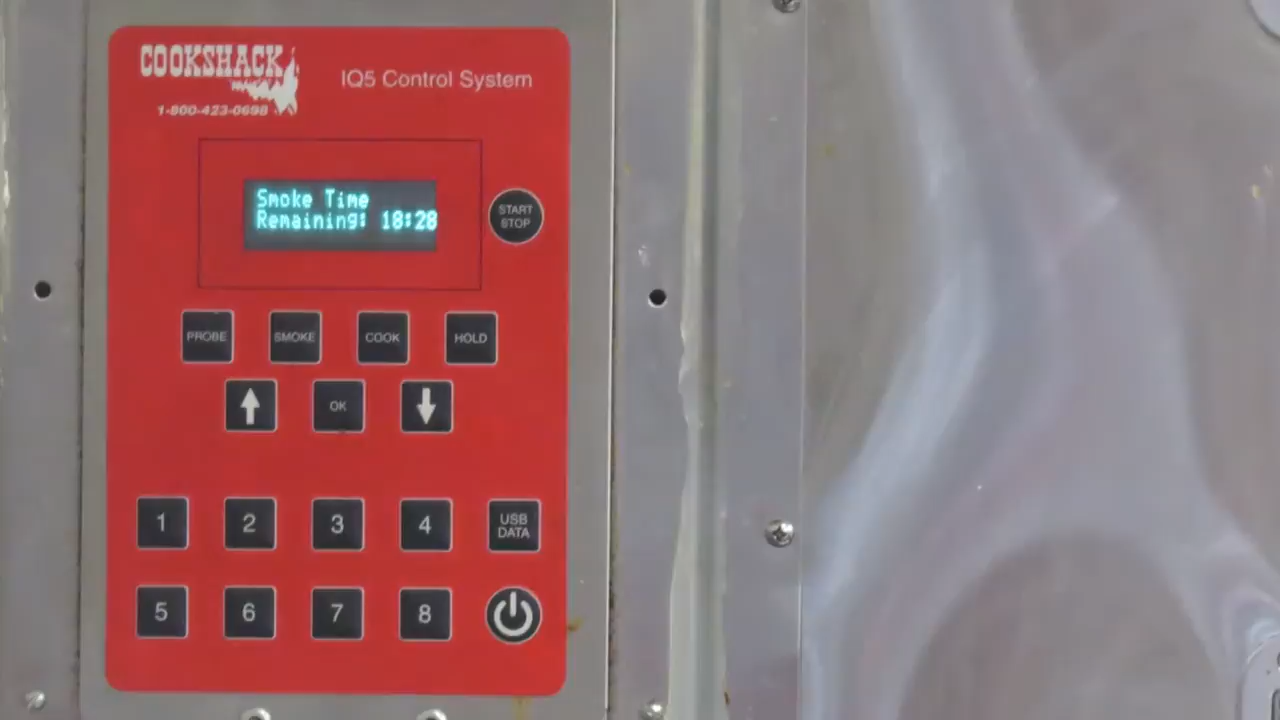 COOKSHACK
1-800-423-0698
IQ5 Control System
Smoke Time
Remaining: 18:28
START
STOP
PROBE
SMOKE
COOK
HOLD
OK
1
2
3
4
USB
DATA
5
6
7
8